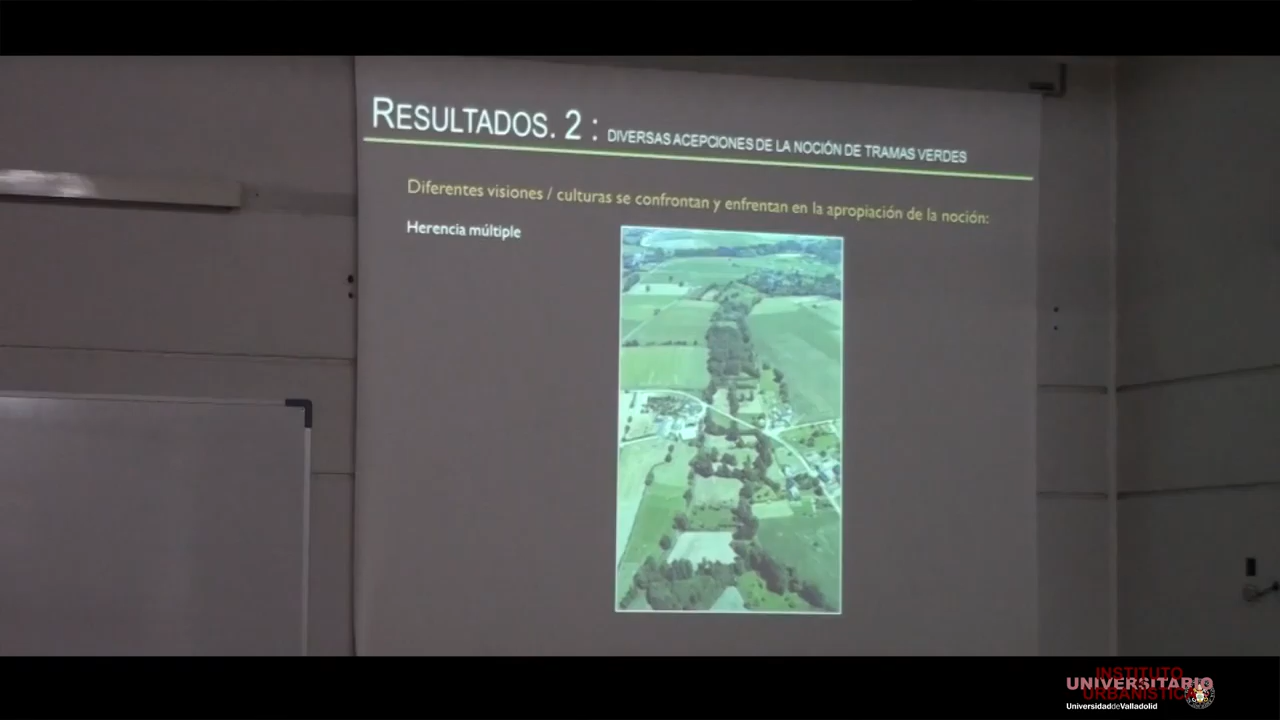 RESULTADOS. 2 : DIVERSAS ACEPCIONES DE LA NOCIÓN DE TRAMAS VERDES
Diferentes visiones / culturas se confrontan y enfrentan en la apropiación de la noción:
Herencia múltiple
INSTITUTO
UNIVERSITARIO
URBANÍSTICA
UniversidaddeValladolid